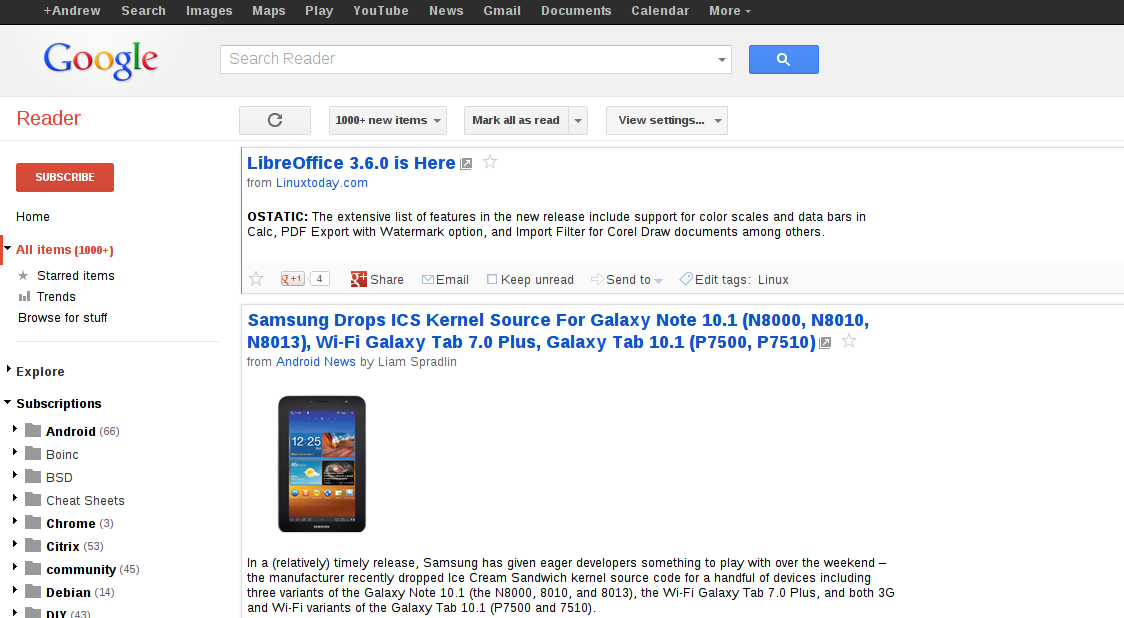 +Andrew Search Images Maps Play YouTube News Gmail Documents Calendar More
Google
Search Reader
Reader
1000+ new items
Mark all as read
View settings...
SUBSCRIBE
Home
All items (1000+)
Starred items
Trends
Browse for stuff
Explore
Subscriptions
Android (66)
Boinc
BSD
Cheat Sheets
Chrome (3)
Citrix (53)
community (45)
Debian (14)
DIY (43)
LibreOffice 3.6.0 is Here
from Linuxtoday.com
OSTATIC: The extensive list of features in the new release include support for color scales and data bars in
Calc, PDF Export with Watermark option, and Import Filter for Corel Draw documents among others.
+1 4 Share Email Keep unread Send to Edit tags: Linux
Samsung Drops ICS Kernel Source For Galaxy Note 10.1 (N8000, N8010,
N8013), Wi-Fi Galaxy Tab 7.0 Plus, Galaxy Tab 10.1 (P7500, P7510)
from Android News by Liam Spradlin
12:25
SAMSUNG
In a (relatively) timely release, Samsung has given eager developers something to play with over the weekend –
the manufacturer recently dropped Ice Cream Sandwich kernel source code for a handful of devices including
three variants of the Galaxy Note 10.1 (the N8000, 8010, and 8013), the Wi-Fi Galaxy Tab 7.0 Plus, and both 3G
and Wi-Fi variants of the Galaxy Tab 10.1 (P7500 and 7510).